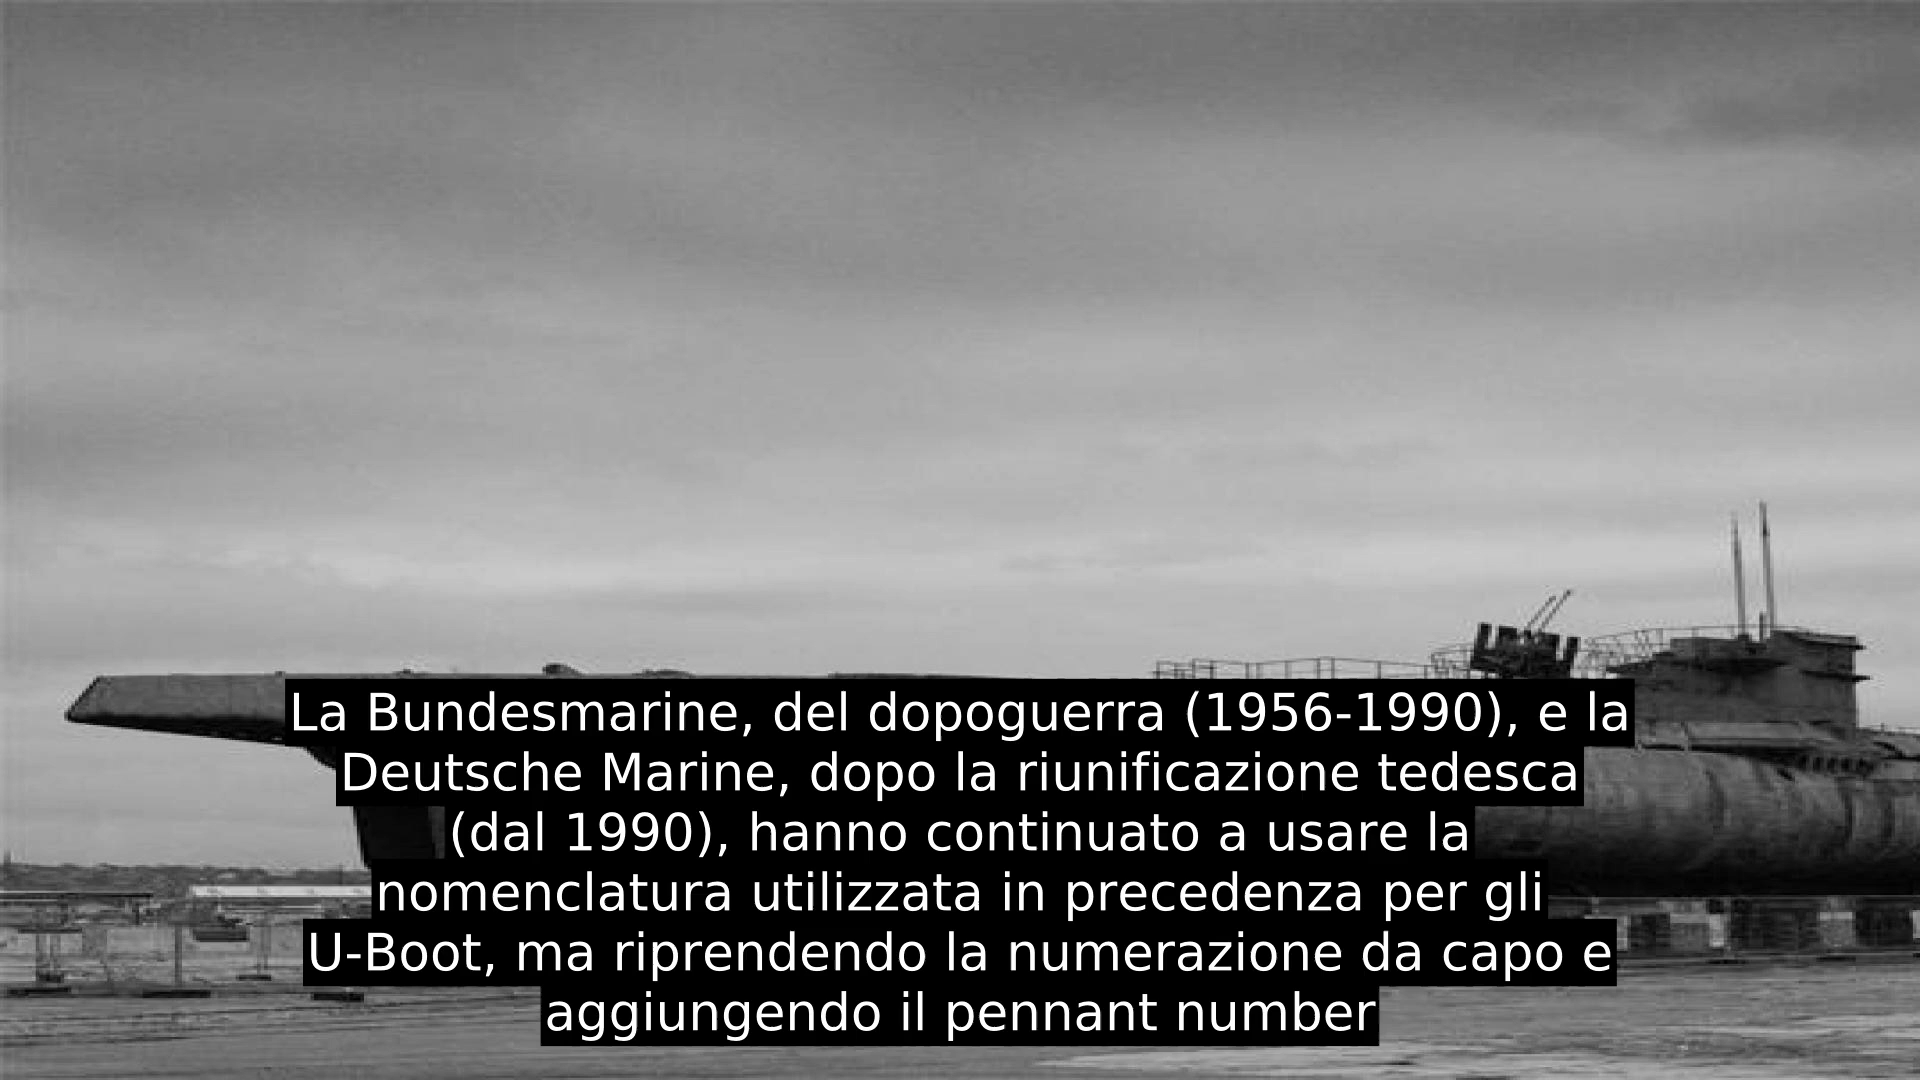 La Bundesmarine, del dopoguerra (1956-1990), e la
Deutsche Marine, dopo la riunificazione tedesca
(dal 1990), hanno continuato a usare la
nomenclatura utilizzata in precedenza per gli
U-Boot, ma riprendendo la numerazione da capo e
aggiungendo il pennant number